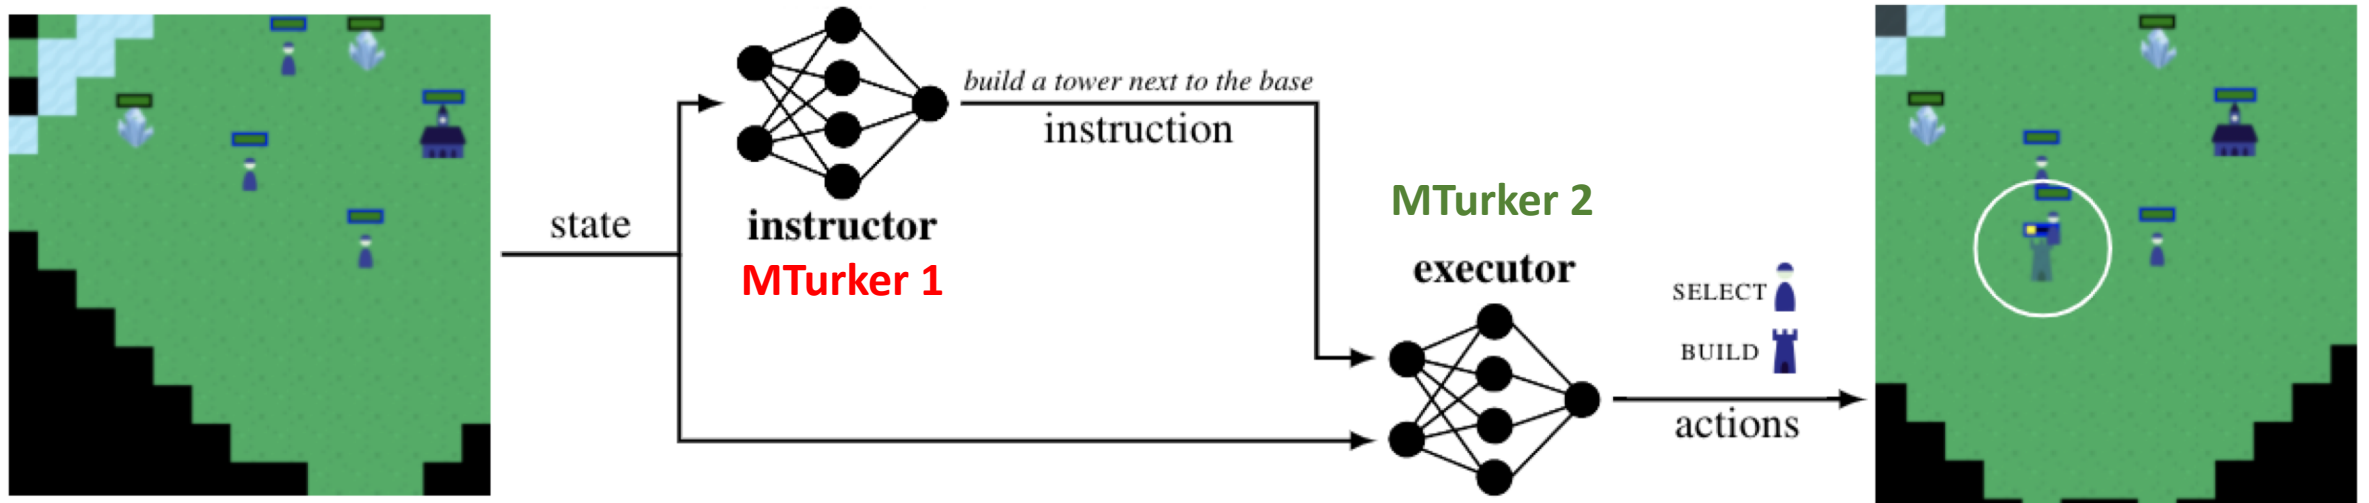 state
build a tower next to the base
instruction
instructor
MTurker 1
MTurker 2
executor
SELECT
BUILD
actions